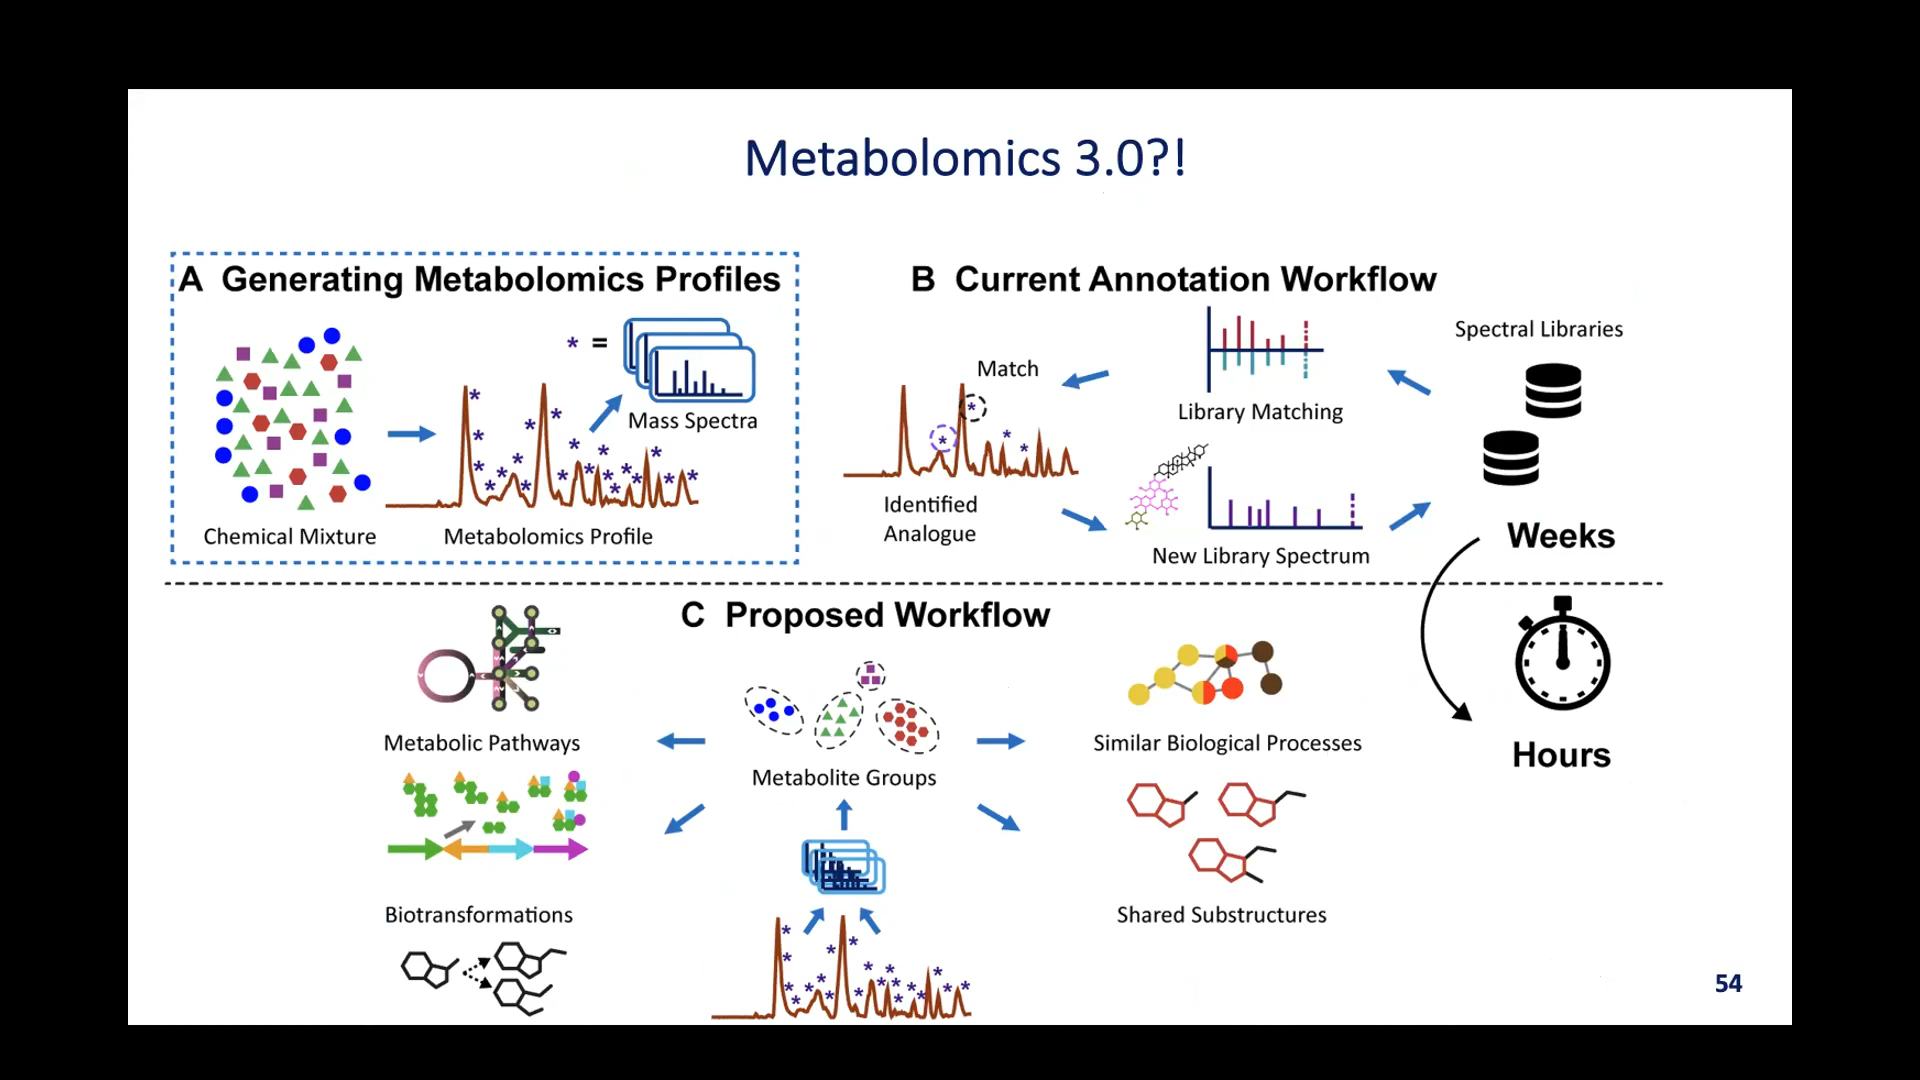 Metabolomics 3.0?!
A Generating Metabolomics Profiles
* =
Mass Spectra
Chemical Mixture
Metabolomics Profile
B Current Annotation Workflow
Spectral Libraries
Match
Library Matching
Identified
Analogue
New Library Spectrum
Weeks
C Proposed Workflow
Metabolic Pathways
Metabolite Groups
Similar Biological Processes
Hours
Biotransformations
Shared Substructures
54